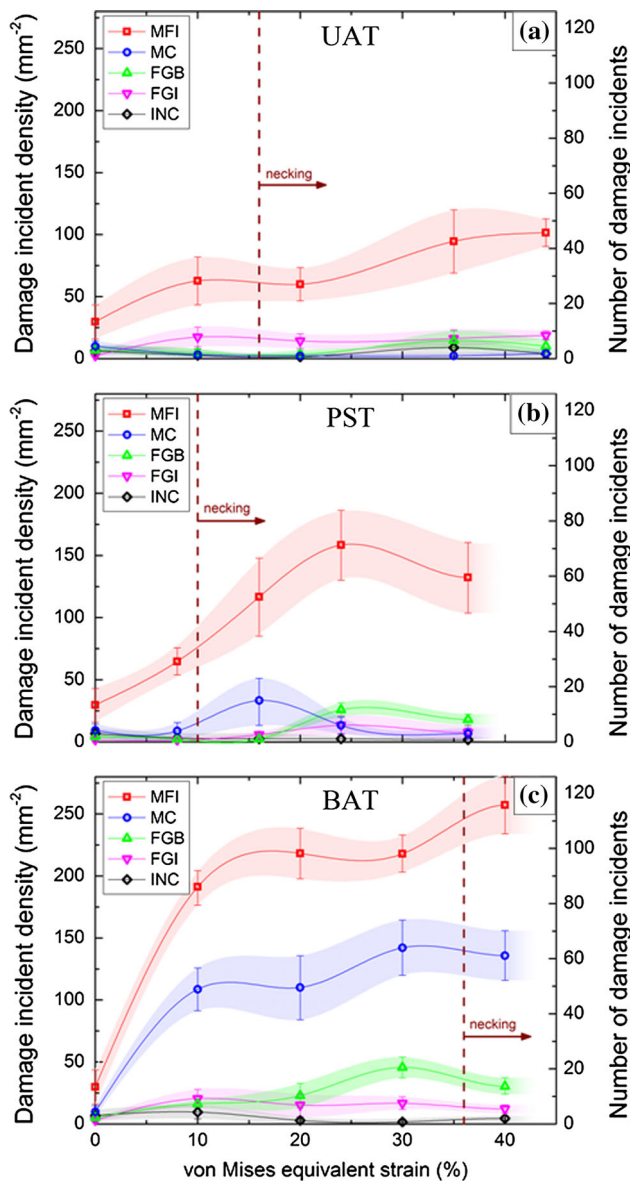 UAT
(a)
MFI
MC
FGB
FGI
INC
necking
Damage incident density (mm⁻²)
Number of damage incidents
250
200
150
100
50
0
120
100
80
60
40
20
0
PST
(b)
MFI
MC
FGB
FGI
INC
necking
Damage incident density (mm⁻²)
Number of damage incidents
250
200
150
100
50
0
120
100
80
60
40
20
0
BAT
(c)
MFI
MC
FGB
FGI
INC
necking
Damage incident density (mm⁻²)
Number of damage incidents
250
200
150
100
50
0
120
100
80
60
40
20
0
0 10 20 30 40
von Mises equivalent strain (%)